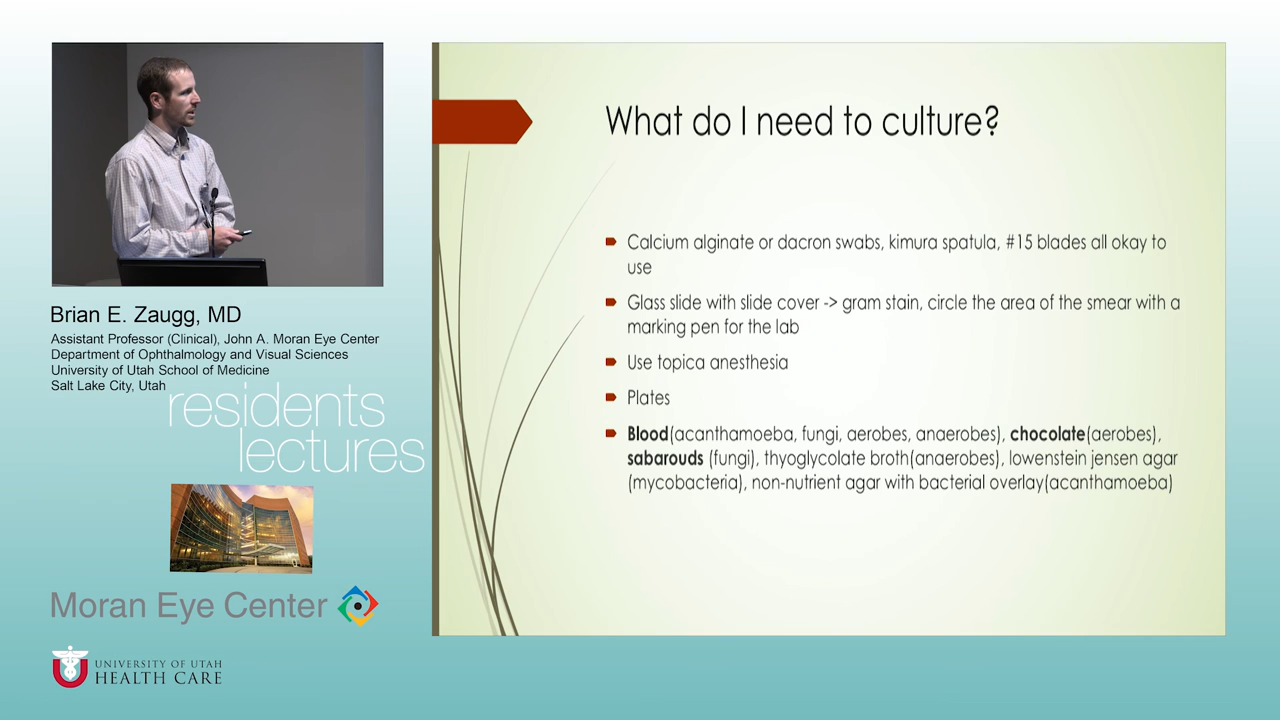 Brian E. Zaugg, MD
Assistant Professor (Clinical), John A. Moran Eye Center
Department of Ophthalmology and Visual Sciences
University of Utah School of Medicine
Salt Lake City, Utah
residents
lectures
Moran Eye Center
UNIVERSITY OF UTAH
HEALTH CARE
What do I need to culture?
Calcium alginate or dacron swabs, kimura spatula, #15 blades all okay to
use
Glass slide with slide cover -> gram stain, circle the area of the smear with a
marking pen for the lab
Use topica anesthesia
Plates
Blood(acanthamoeba, fungi, aerobes, anaerobes), chocolate(aerobes),
sabarouds (fungi), thyoglycolate broth(anaerobes), lowenstein jensen agar
(mycobacteria), non-nutrient agar with bacterial overlay(acanthamoeba)